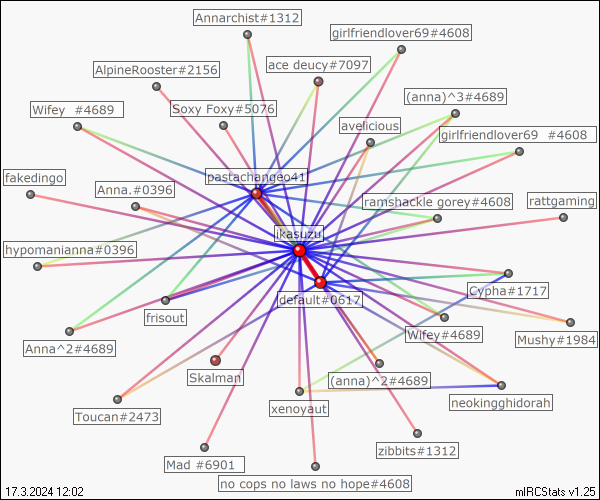 Annarchist#1312
girlfriendlover69#4608
ace deucy#7097
AlpineRooster#2156
(anna)^3#4689
Wifey  #4689
Soxy Foxy#5076
avelicious
girlfriendlover69  #4608
pastachangeo41
fakedingo
Anna.#0396
ramshackle gorey#4608
rattgaming
ikasuzu
hypomanianna#0396
default#0617
Cypha#1717
frisout
Wifey#4689
Mushy#1984
Anna^2#4689
Skalman
(anna)^2#4689
Toucan#2473
xenoyaut
neokingghidorah
zibbits#1312
Mad  #6901
no cops no laws no hope#4608
17.3.2024 12:02
mIRCStats v1.25